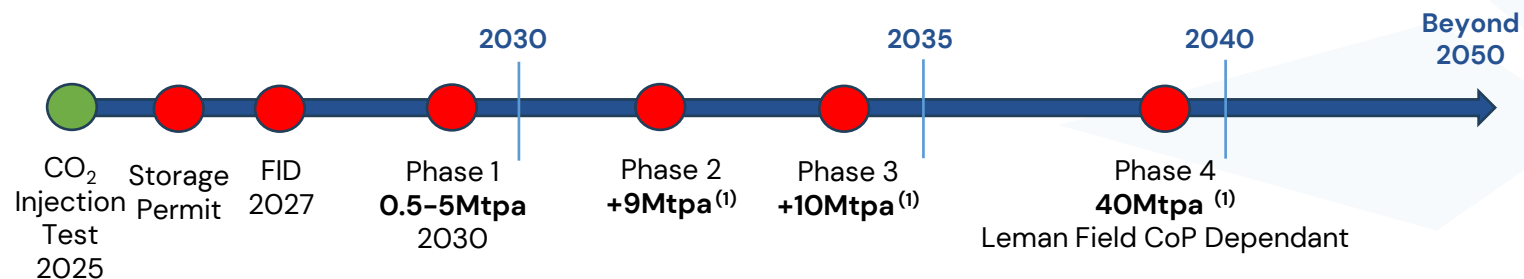 2030
2035
2040
Beyond
2050
CO₂
Injection
Test
2025
Storage
Permit
FID
2027
Phase 1
0.5-5Mtpa
2030
Phase 2
+9Mtpa (1)
Phase 3
+10Mtpa (1)
Phase 4
40Mtpa (1)
Leman Field CoP Dependant